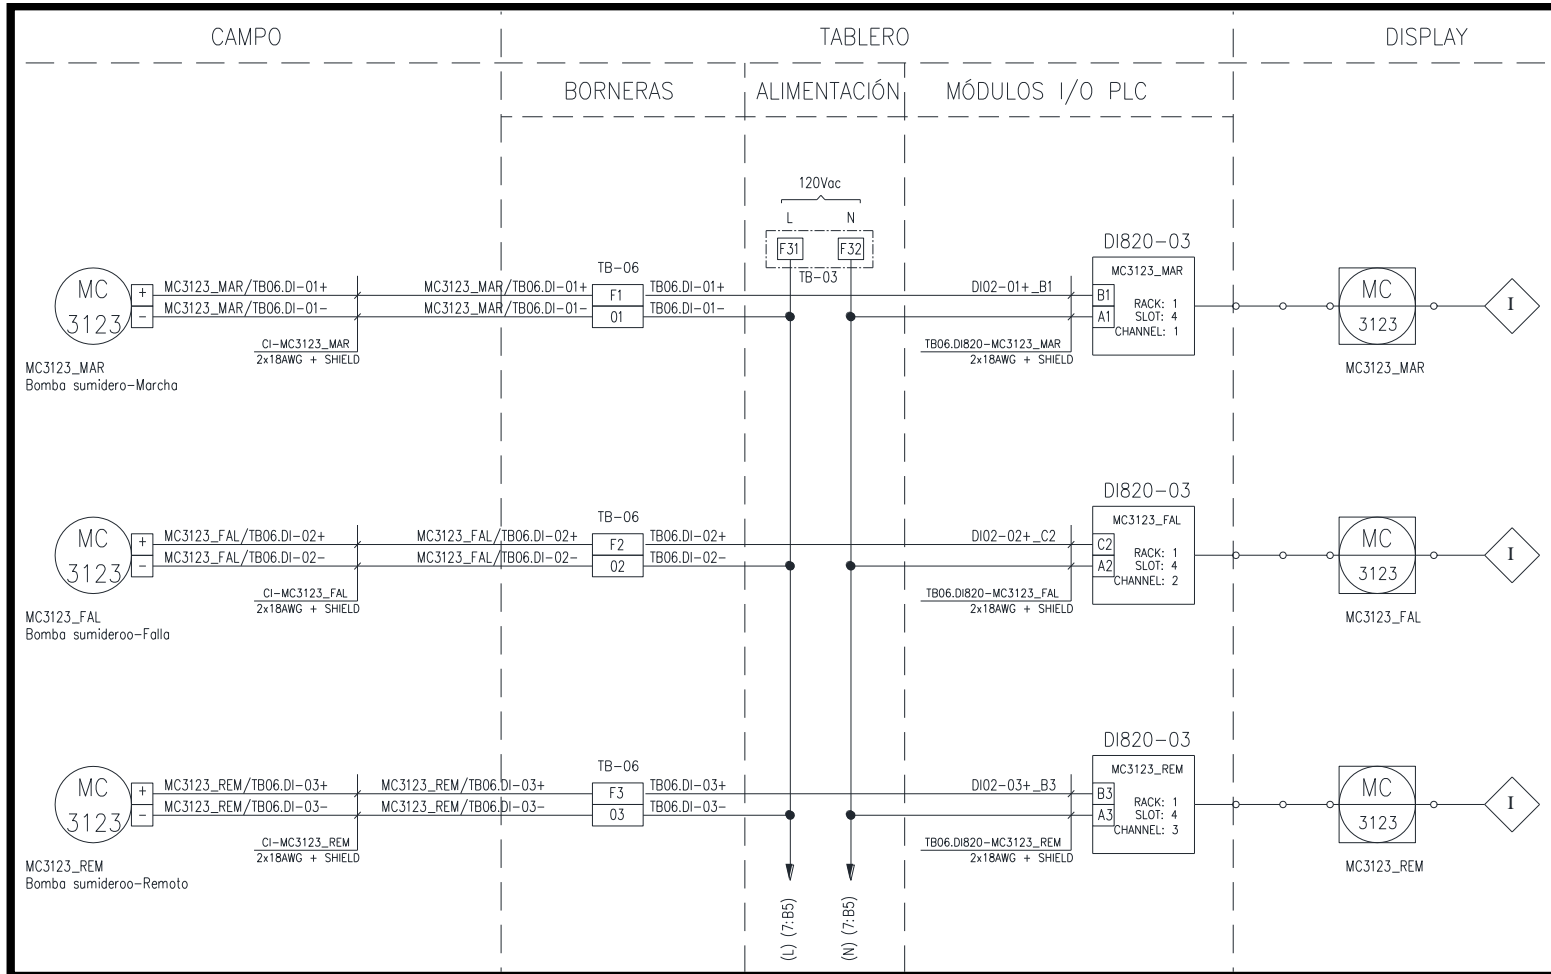 CAMPO
TABLERO
DISPLAY
BORNERAS
ALIMENTACIÓN
MÓDULOS I/O PLC
120Vac
L
N
F31
F32
TB-03
MC
3123
+
-
MC3123_MAR/TB06.DI-01+
MC3123_MAR/TB06.DI-01-
CI-MC3123_MAR
2x18AWG + SHIELD
MC3123_MAR
Bomba sumidero-Marcha
MC3123_MAR/TB06.DI-01+
MC3123_MAR/TB06.DI-01-
TB-06
F1
01
TB06.DI-01+
TB06.DI-01-
DI02-01+_B1
TB06.DI820-MC3123_MAR
2x18AWG + SHIELD
DI820-03
MC3123_MAR
B1
A1
RACK: 1
SLOT: 4
CHANNEL: 1
MC
3123
MC3123_MAR
I
MC
3123
+
-
MC3123_FAL/TB06.DI-02+
MC3123_FAL/TB06.DI-02-
CI-MC3123_FAL
2x18AWG + SHIELD
MC3123_FAL
Bomba sumideroo-Falla
MC3123_FAL/TB06.DI-02+
MC3123_FAL/TB06.DI-02-
TB-06
F2
02
TB06.DI-02+
TB06.DI-02-
DI02-02+_C2
TB06.DI820-MC3123_FAL
2x18AWG + SHIELD
DI820-03
MC3123_FAL
C2
A2
RACK: 1
SLOT: 4
CHANNEL: 2
MC
3123
MC3123_FAL
I
MC
3123
+
-
MC3123_REM/TB06.DI-03+
MC3123_REM/TB06.DI-03-
CI-MC3123_REM
2x18AWG + SHIELD
MC3123_REM
Bomba sumideroo-Remoto
MC3123_REM/TB06.DI-03+
MC3123_REM/TB06.DI-03-
TB-06
F3
03
TB06.DI-03+
TB06.DI-03-
DI02-03+_B3
TB06.DI820-MC3123_REM
2x18AWG + SHIELD
DI820-03
MC3123_REM
B3
A3
RACK: 1
SLOT: 4
CHANNEL: 3
MC
3123
MC3123_REM
I
(L) (7:B5)
(N) (7:B5)